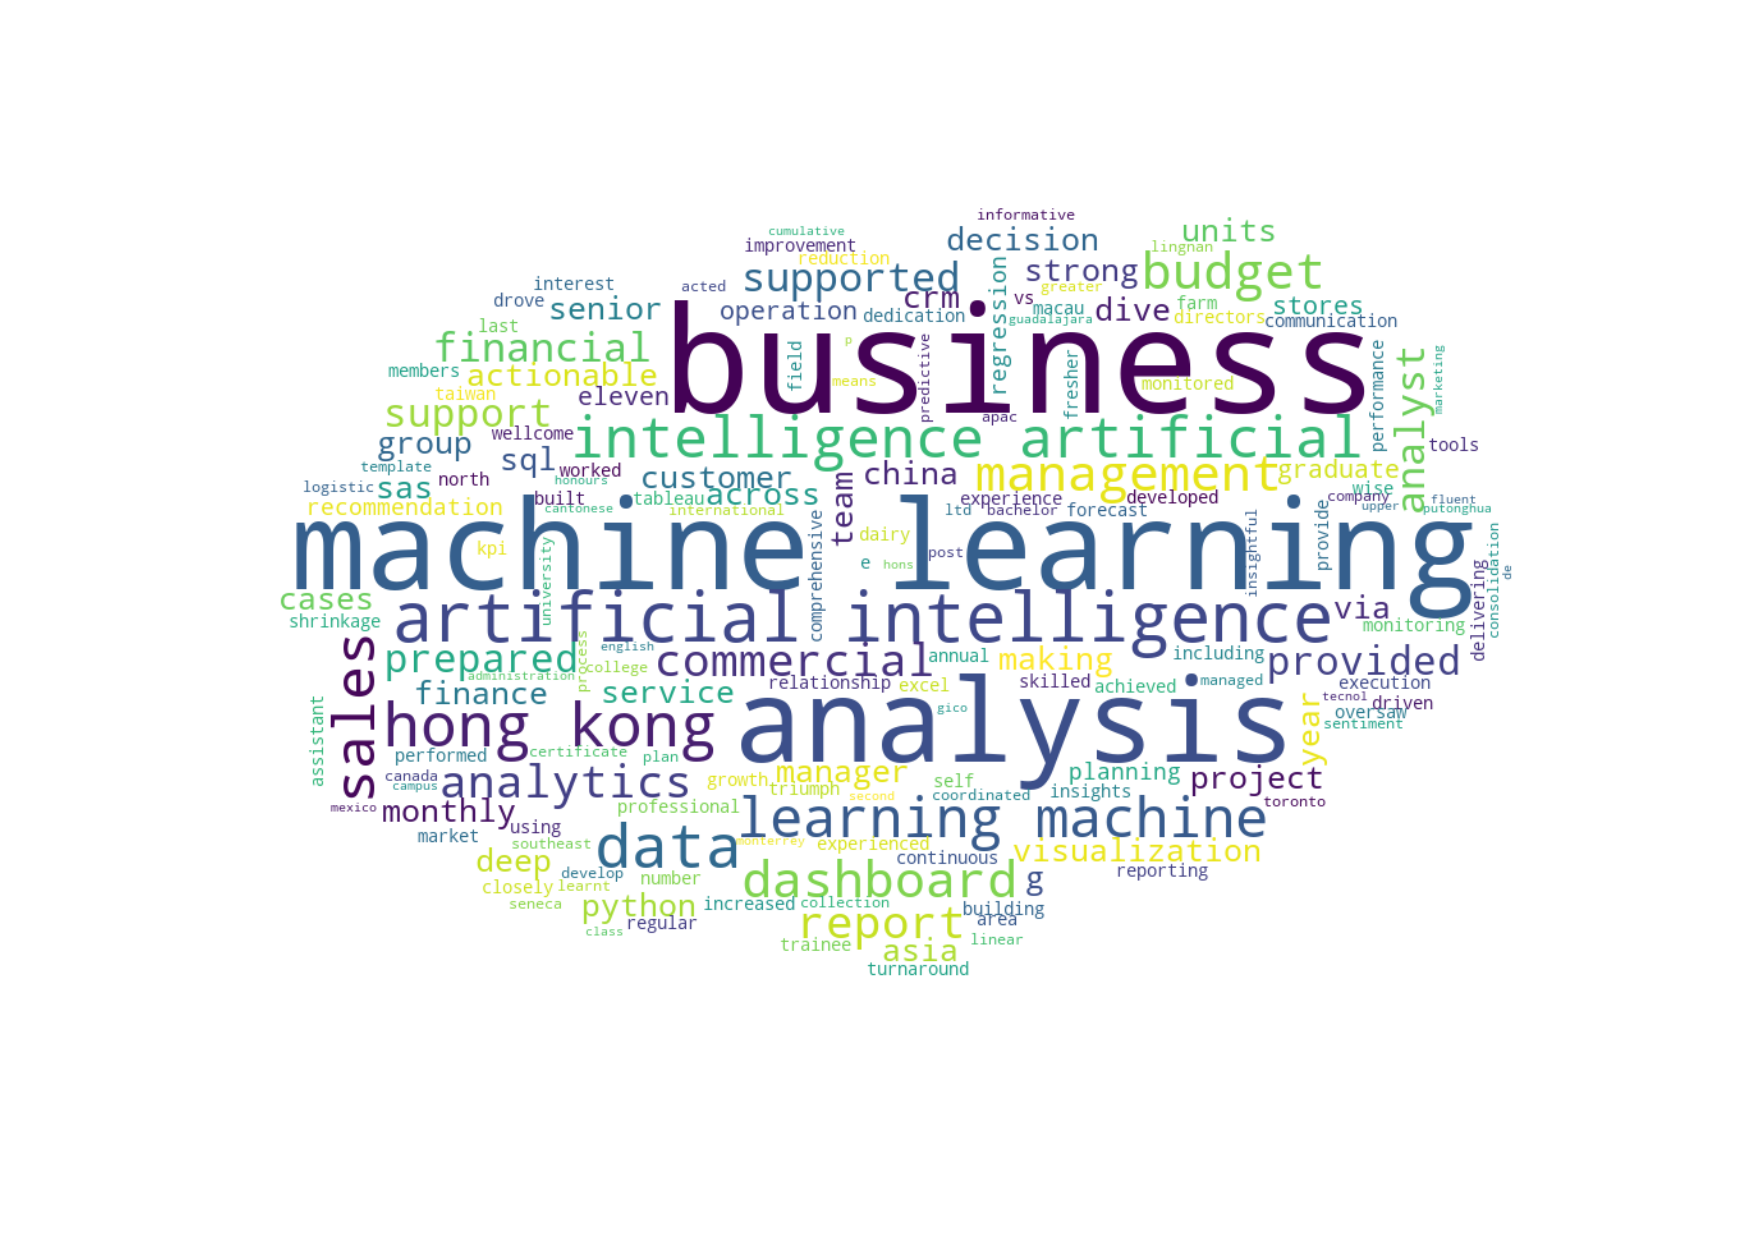 informative
cumulative
decision
units
improvement
reduction
lingnan
supported
strong
budget
interest
acted
crm
regression
greater
drove
senior
operation
dedication
vs
macau
dive
farm
stores
last
guadalajara
directors
communication
financial
business
members
actionable
field
p
means
predictive
fresher
monitored
performance
analyst
marketing
taiwan
eleven
support
apac
wellcome
intelligence artificial
group
tools
template
sql
worked
customer
china
management
graduate
north
honours
logistic
sas
built
tableau
across
team
experience
developed
wise
company
fluent
recommendation
cantonese
international
ltd
bachelor
forecast
upper
putonghua
machine learning
kpi
university
comprehensive
dairy
e
hons
post
insightful
provide
consolidation
de
delivering
cases
shrinkage
artificial intelligence
via
monitoring
sales
prepared
process
english
college
administration
commercial
annual
making
including
provided
finance
service
relationship
excel
skilled
achieved
managed
execution
tecnol
driven
gico
oversaw
sentiment
hong kong
analysis
year
assistant
performed
certificate
plan
canada
campus
analytics
growth
manager
triumph
self
planning
insights
project
mexico
monthly
professional
second
coordinated
toronto
market
using
southeast
data
monterrey
learning machine
experienced
continuous
visualization
deep
develop
number
reporting
closely
learnt
dashboard
g
seneca
python
increased
collection
building
area
class
regular
report
trainee
asia
linear
turnaround